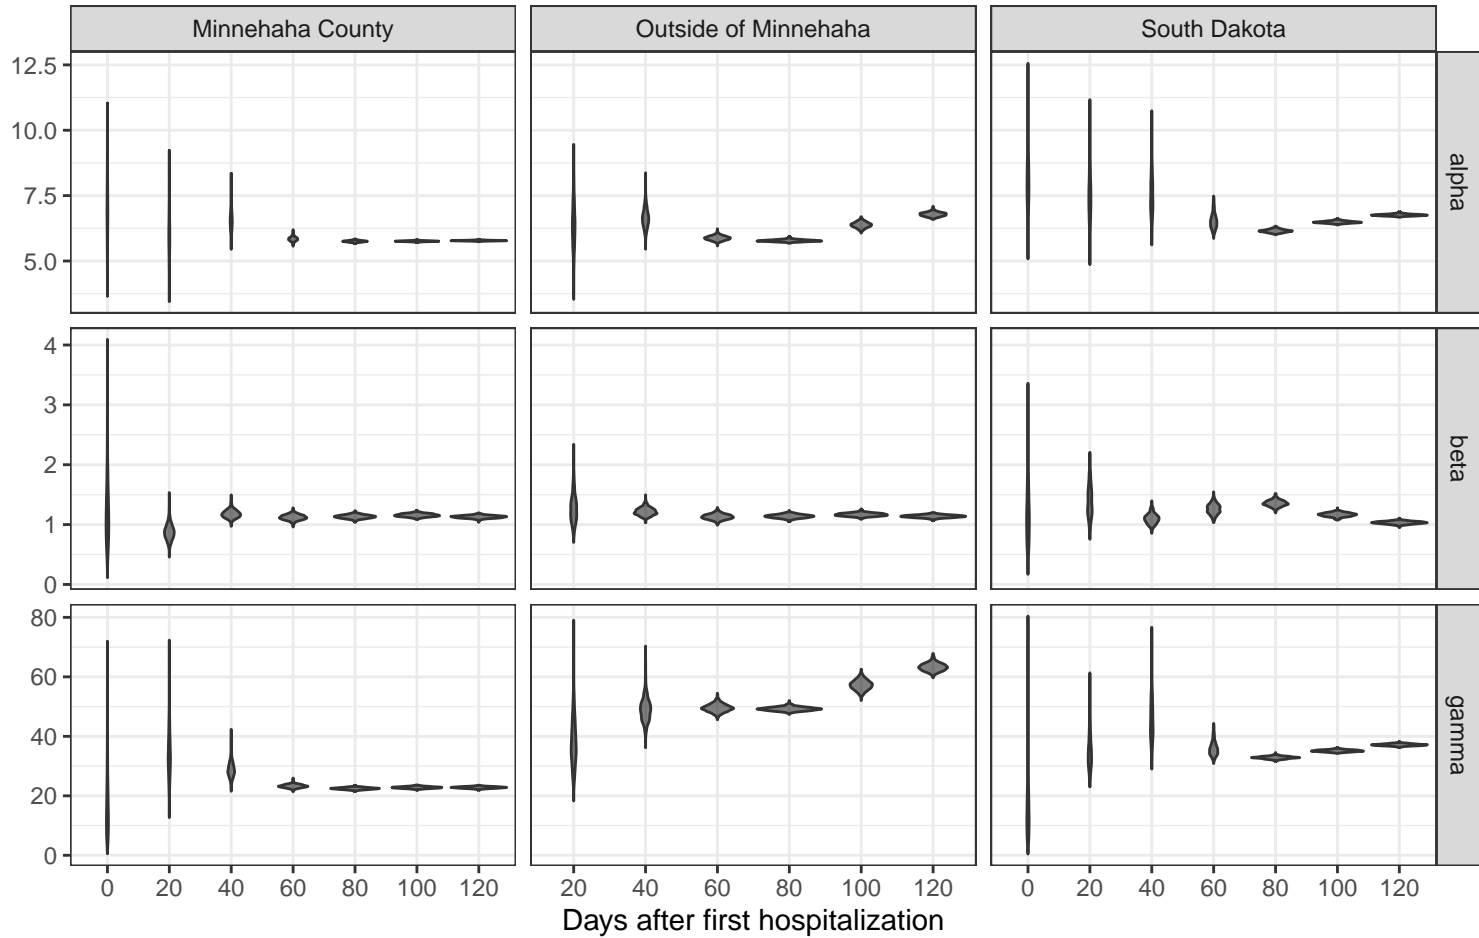 Minnehaha County Outside of Minnehaha South Dakota
12.5
10.0
7.5
5.0
alpha
4
3
2
1
0
beta
80
60
40
20
0
gamma
0 20 40 60 80 100 120 20 40 60 80 100 120 0 20 40 60 80 100 120
Days after first hospitalization